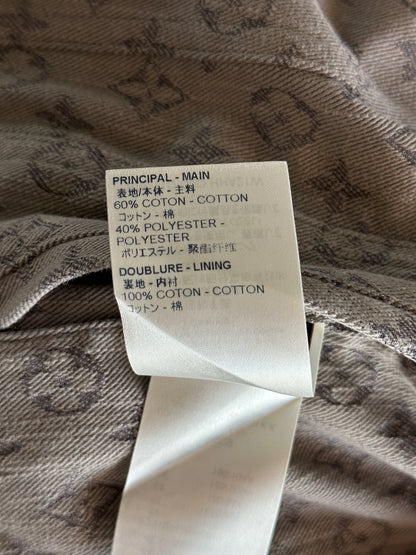 PRINCIPAL - MAIN
表地/本体 - 主料
60% COTON - COTTON
コットン - 棉
40% POLYESTER -
POLYESTER
ポリエステル - 聚酯纤维
DOUBLURE - LINING
裏地 - 内衬
100% COTON - COTTON
コットン - 棉